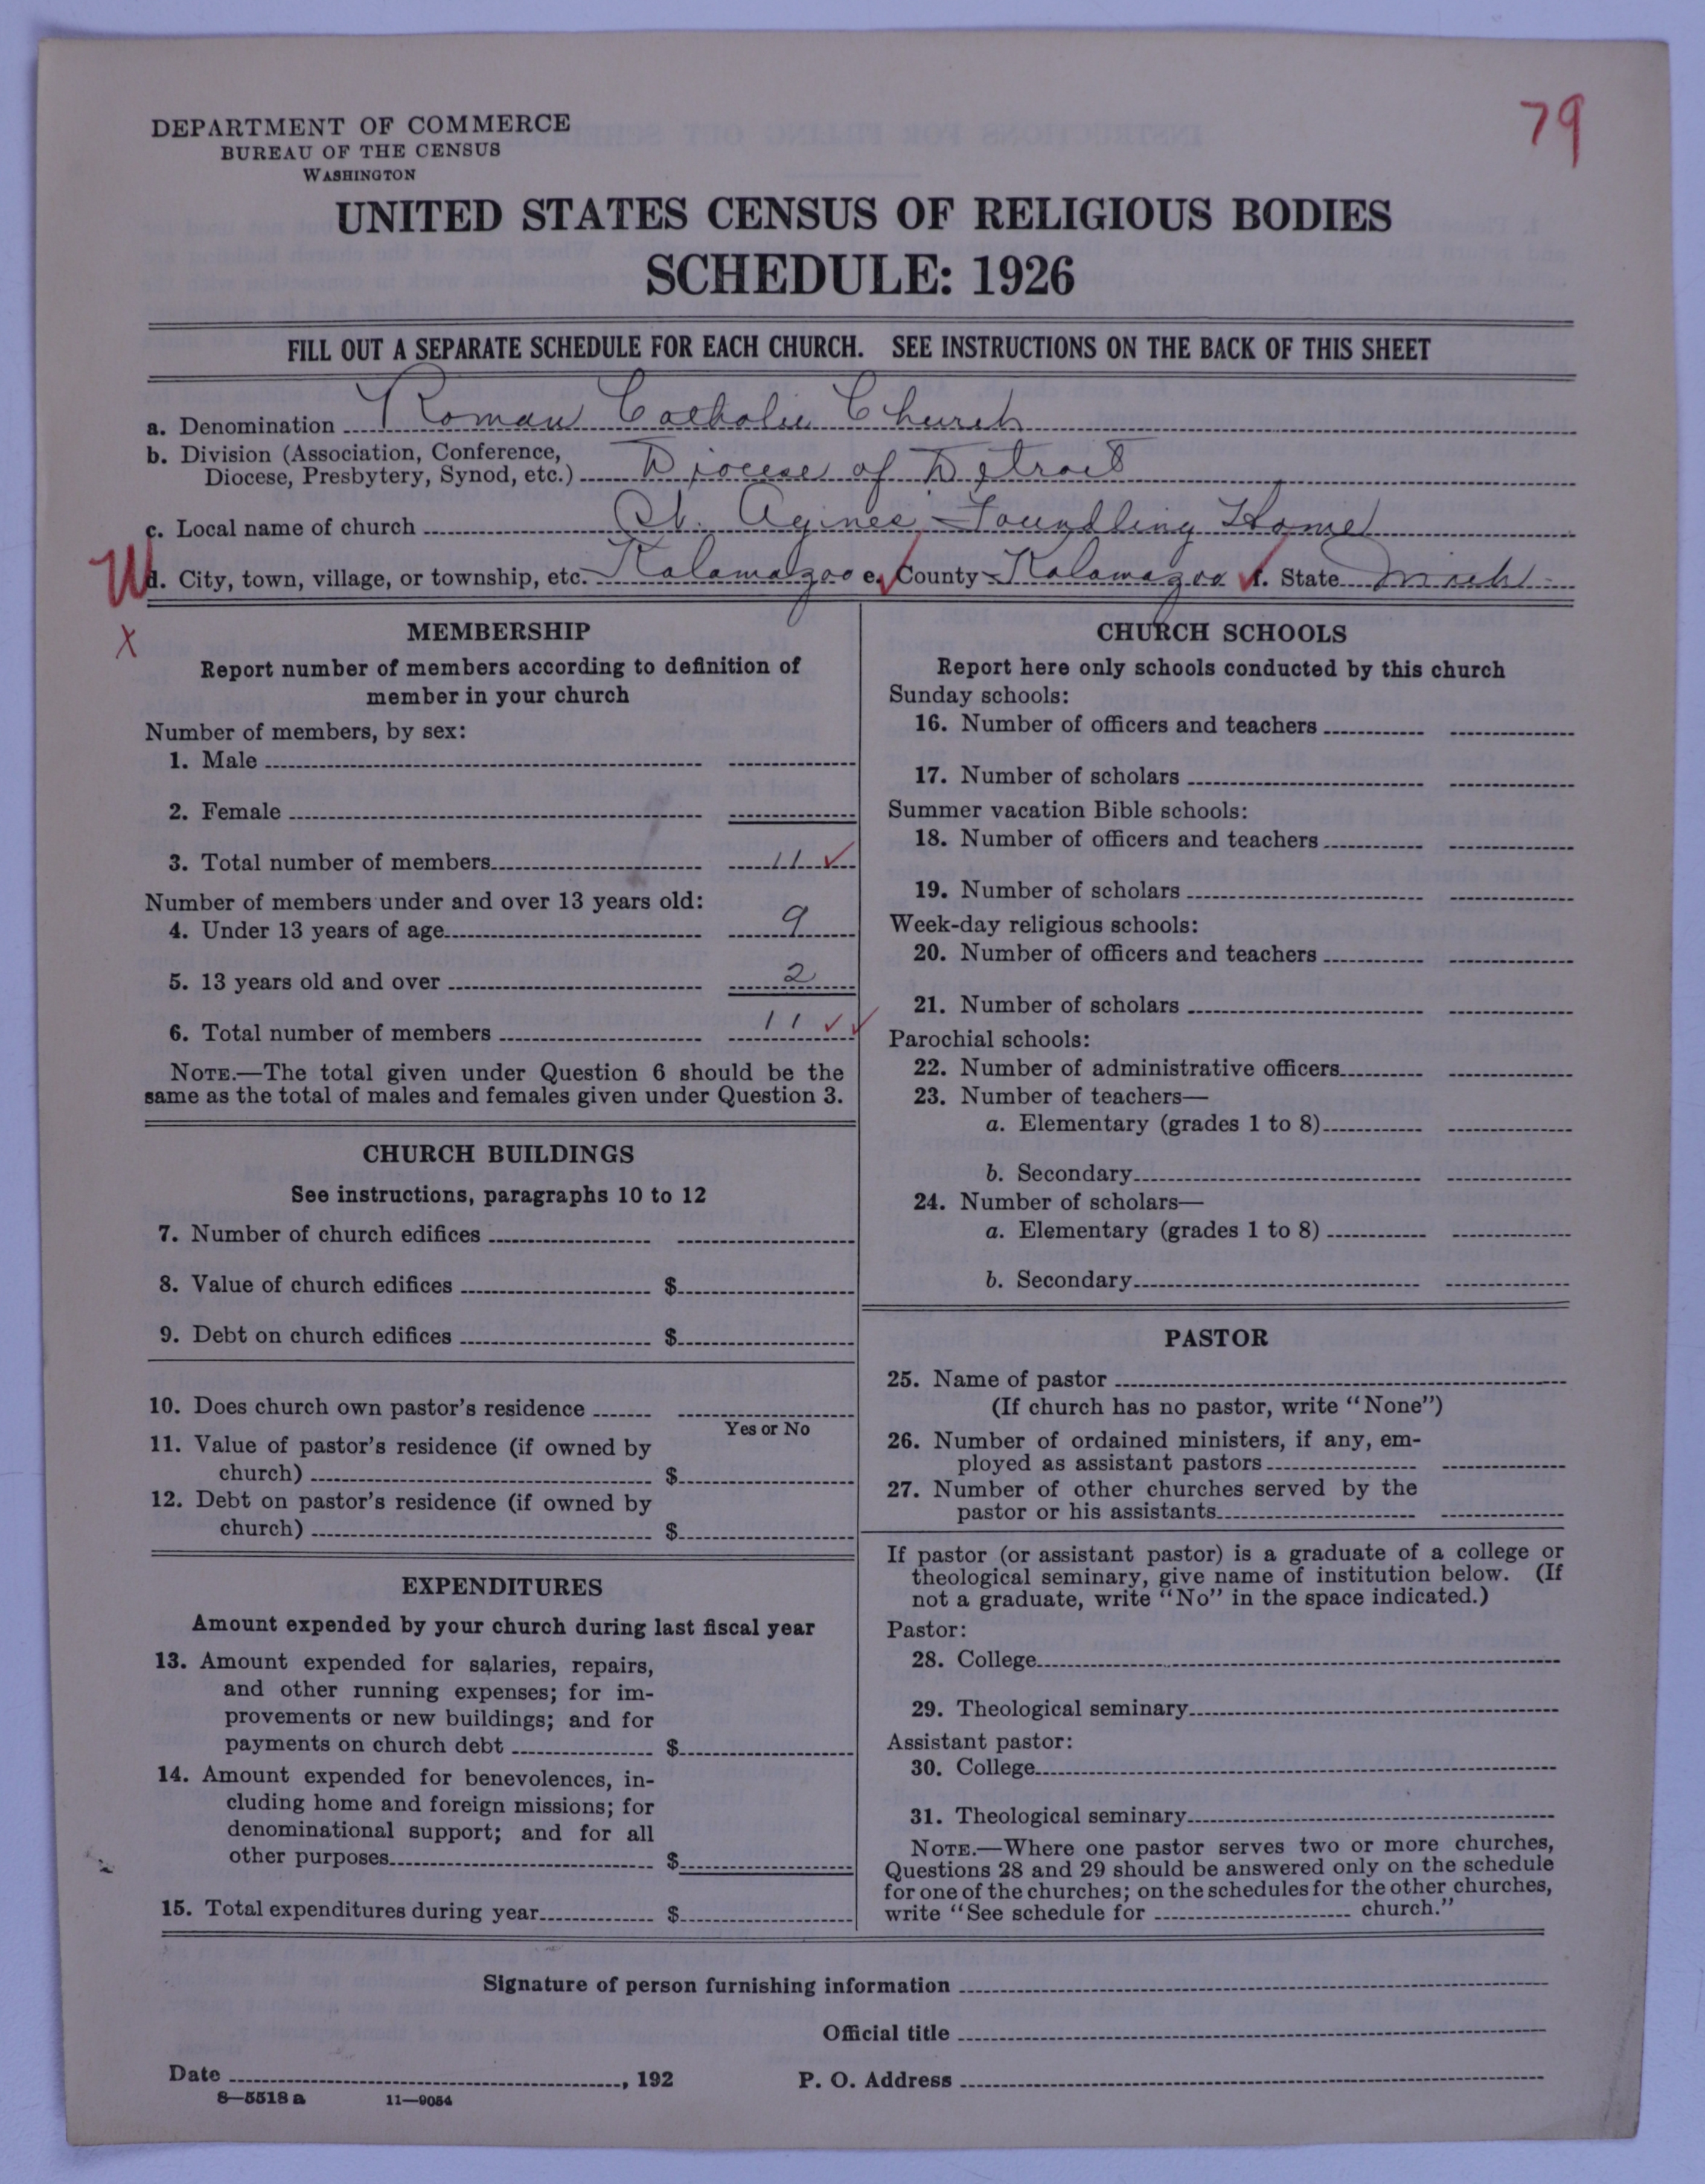 79
DEPARTMENT OF COMMERCE
BUREAU OF THE CENSUS
WASHINGTON
UNITED STATES CENSUS OF RELIGIOUS BODIES
SCHEDULE: 1926
FILL OUT A SEPARATE SCHEDULE FOR EACH CHURCH. SEE INSTRUCTIONS ON THE BACK OF THIS SHEET
a. Denomination Roman Catholic Church
b. Division (Association, Conference,
Diocese, Presbytery, Synod, etc.) Diocese of Detroit
c. Local name of church St. Agines Foundling Home
W d. City, town, village, or township, etc. Kalamazoo e. County Kalamazoo f. State Mich
X
MEMBERSHIP
Report number of members according to definition of
member in your church
Number of members, by sex:
1. Male
2. Female
3. Total number of members 11 ✓
Number of members under and over 13 years old:
4. Under 13 years of age 9
5. 13 years old and over 2
6. Total number of members 11 ✓✓
NOTE.—The total given under Question 6 should be the
same as the total of males and females given under Question 3.
CHURCH BUILDINGS
See instructions, paragraphs 10 to 12
7. Number of church edifices
8. Value of church edifices $
9. Debt on church edifices $
10. Does church own pastor's residence
Yes or No
11. Value of pastor's residence (if owned by
church) $
12. Debt on pastor's residence (if owned by
church) $
EXPENDITURES
Amount expended by your church during last fiscal year
13. Amount expended for salaries, repairs,
and other running expenses; for im-
provements or new buildings; and for
payments on church debt $
14. Amount expended for benevolences, in-
cluding home and foreign missions; for
denominational support; and for all
other purposes $
15. Total expenditures during year $
CHURCH SCHOOLS
Report here only schools conducted by this church
Sunday schools:
16. Number of officers and teachers
17. Number of scholars
Summer vacation Bible schools:
18. Number of officers and teachers
19. Number of scholars
Week-day religious schools:
20. Number of officers and teachers
21. Number of scholars
Parochial schools:
22. Number of administrative officers
23. Number of teachers—
a. Elementary (grades 1 to 8)
b. Secondary
24. Number of scholars—
a. Elementary (grades 1 to 8)
b. Secondary
PASTOR
25. Name of pastor
(If church has no pastor, write "None")
26. Number of ordained ministers, if any, em-
ployed as assistant pastors
27. Number of other churches served by the
pastor or his assistants
If pastor (or assistant pastor) is a graduate of a college or
theological seminary, give name of institution below. (If
not a graduate, write "No" in the space indicated.)
Pastor:
28. College
29. Theological seminary
Assistant pastor:
30. College
31. Theological seminary
NOTE.—Where one pastor serves two or more churches,
Questions 28 and 29 should be answered only on the schedule
for one of the churches; on the schedules for the other churches,
write "See schedule for church."
Signature of person furnishing information
Official title
Date , 192 P. O. Address
8—5518 a 11—9054